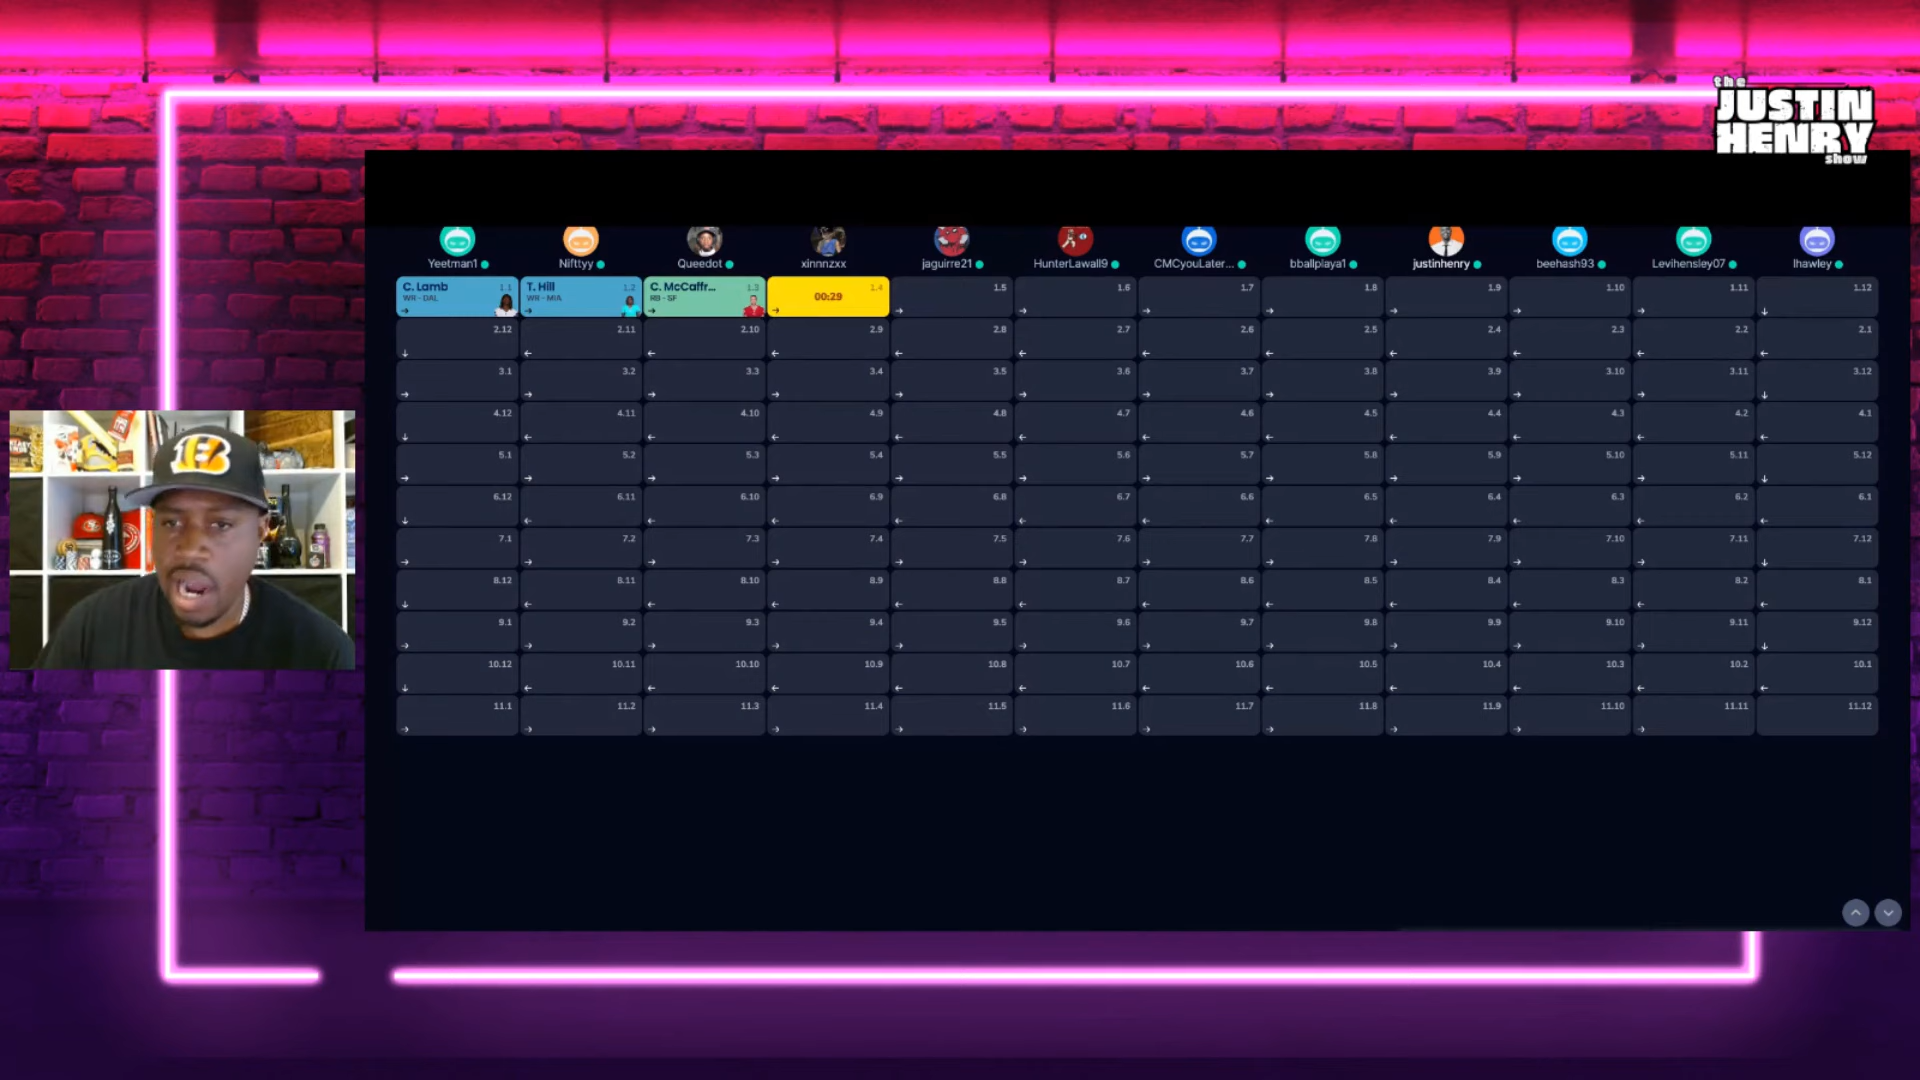 the
JUSTIN
HENRY
show
Yeetman1 Nifttyy Queedot xinnnzxx jaguirre21 HunterLawall9 CMCyouLater... bballplaya1 justinhenry beehash93 Levihensley07 lhawley
C. Lamb 1.1 T. Hill 1.2 C. McCaffr... 1.3 00:29 1.4 1.5 1.6 1.7 1.8 1.9 1.10 1.11 1.12
WR - DAL WR - MIA RB - SF
2.12 2.11 2.10 2.9 2.8 2.7 2.6 2.5 2.4 2.3 2.2 2.1
3.1 3.2 3.3 3.4 3.5 3.6 3.7 3.8 3.9 3.10 3.11 3.12
4.12 4.11 4.10 4.9 4.8 4.7 4.6 4.5 4.4 4.3 4.2 4.1
5.1 5.2 5.3 5.4 5.5 5.6 5.7 5.8 5.9 5.10 5.11 5.12
6.12 6.11 6.10 6.9 6.8 6.7 6.6 6.5 6.4 6.3 6.2 6.1
7.1 7.2 7.3 7.4 7.5 7.6 7.7 7.8 7.9 7.10 7.11 7.12
8.12 8.11 8.10 8.9 8.8 8.7 8.6 8.5 8.4 8.3 8.2 8.1
9.1 9.2 9.3 9.4 9.5 9.6 9.7 9.8 9.9 9.10 9.11 9.12
10.12 10.11 10.10 10.9 10.8 10.7 10.6 10.5 10.4 10.3 10.2 10.1
11.1 11.2 11.3 11.4 11.5 11.6 11.7 11.8 11.9 11.10 11.11 11.12
B